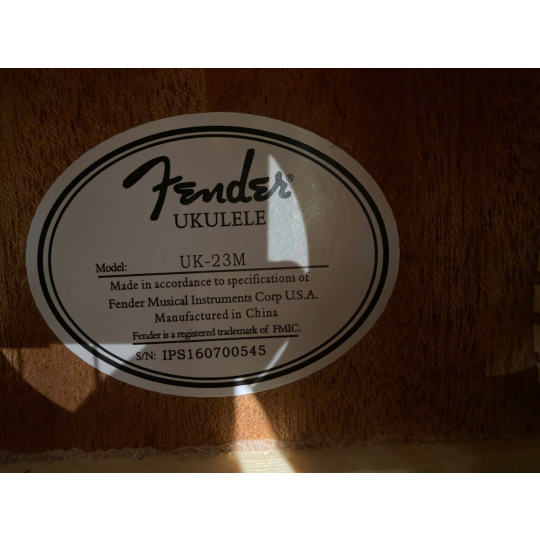 Fender®
UKULELE
Model: UK-23M
Made in accordance to specifications of
Fender Musical Instruments Corp U.S.A.
Manufactured in China
Fender is a registered trademark of FMIC.
S/N: IPS160700545